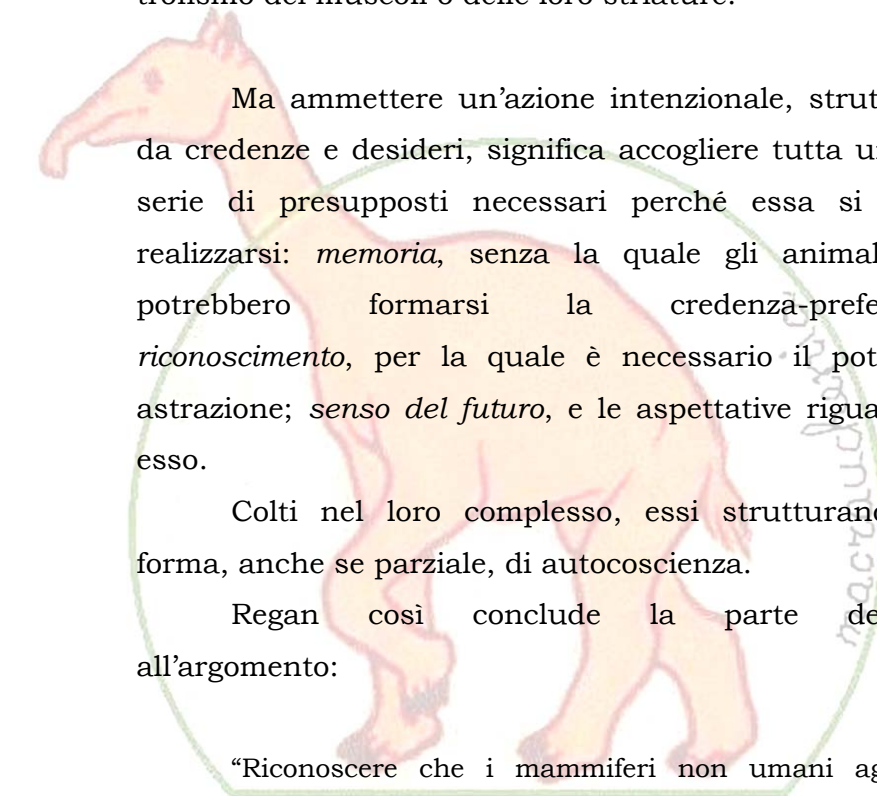 Ma ammettere un’azione intenzionale, strut
da credenze e desideri, significa accogliere tutta
serie di presupposti necessari perché essa si
realizzarsi: memoria, senza la quale gli animal
potrebbero formarsi la credenza-prefe
riconoscimento, per la quale è necessario il pot
astrazione; senso del futuro, e le aspettative rigua
esso.
Colti nel loro complesso, essi strutturano
forma, anche se parziale, di autocoscienza.
Regan così conclude la parte de
all’argomento:
“Riconoscere che i mammiferi non umani ag